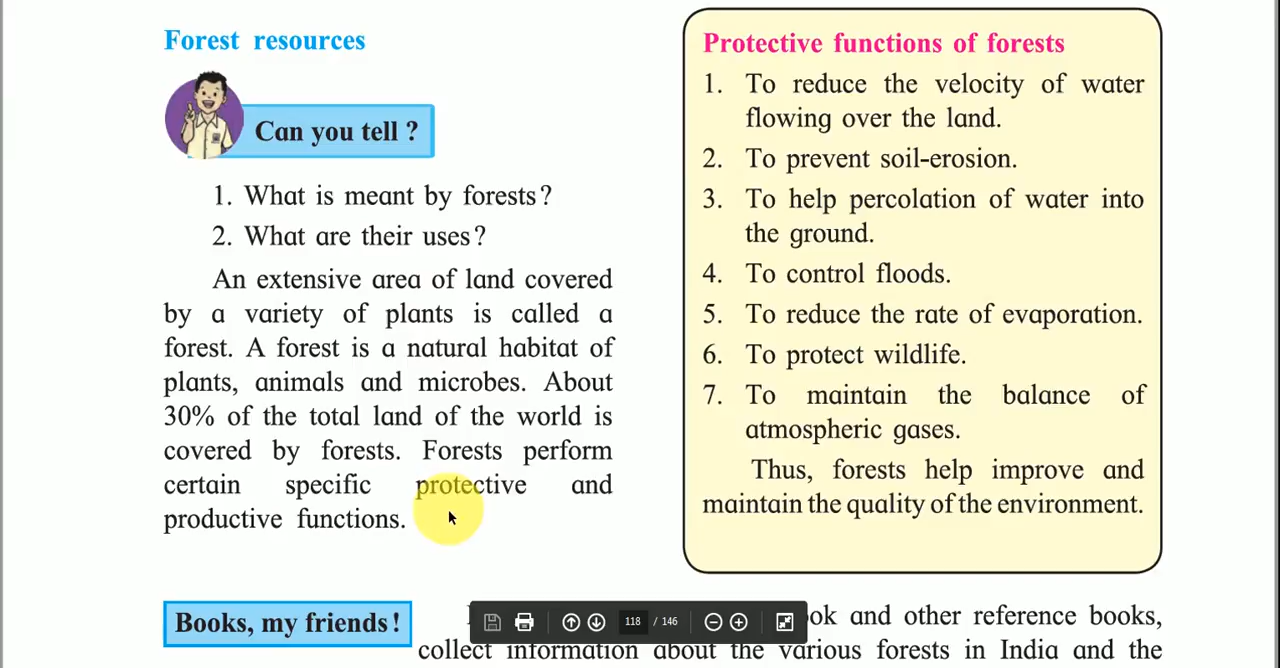 Forest resources
Can you tell ?
1. What is meant by forests?
2. What are their uses?
An extensive area of land covered
by a variety of plants is called a
forest. A forest is a natural habitat of
plants, animals and microbes. About
30% of the total land of the world is
covered by forests. Forests perform
certain specific protective and
productive functions.
Protective functions of forests
1. To reduce the velocity of water
flowing over the land.
2. To prevent soil-erosion.
3. To help percolation of water into
the ground.
4. To control floods.
5. To reduce the rate of evaporation.
6. To protect wildlife.
7. To maintain the balance of
atmospheric gases.
Thus, forests help improve and
maintain the quality of the environment.
Books, my friends !
and other reference books,
collect information about the various forests in India and the
118 / 146